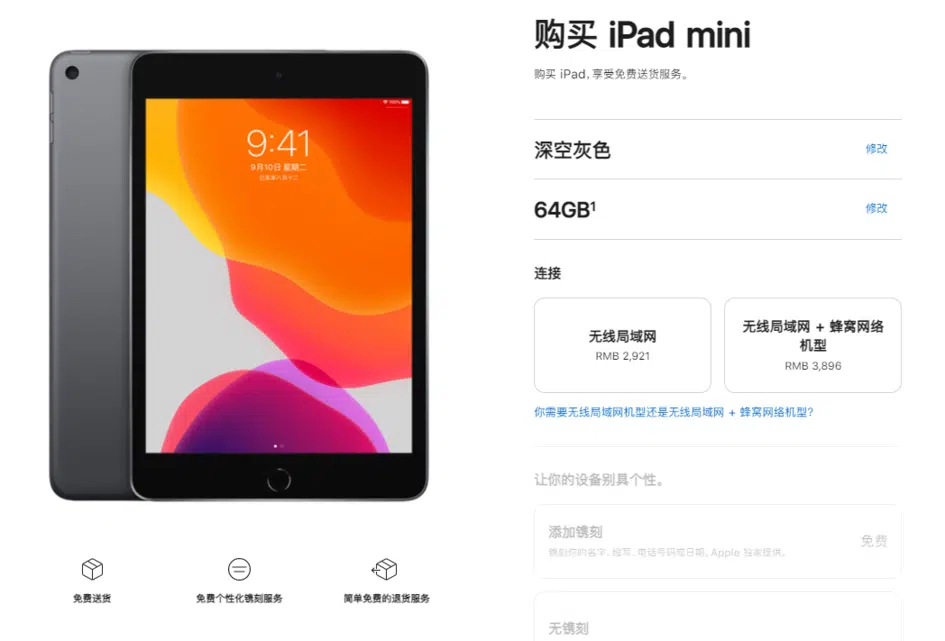 购买 iPad mini
购买 iPad, 享受免费送货服务。
深空灰色
修改
64GB¹
修改
连接
无线局域网
RMB 2,921
无线局域网 + 蜂窝网络
机型
RMB 3,896
你需要无线局域网机型还是无线局域网 + 蜂窝网络机型?
让你的设备别具个性。
添加镌刻
镌刻你的名字、缩写、电话号码或日期。Apple 独家提供。
免费
无镌刻
100%
9:41
9月10日 星期二
免费送货
免费个性化镌刻服务
简单免费的退货服务